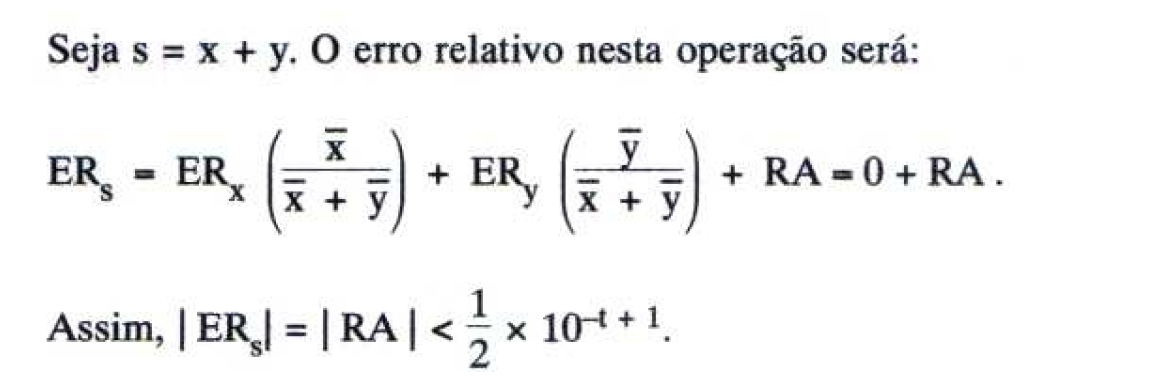 Seja s = x + y. O erro relativo nesta operação será:
ER_s = ER_x (x̄ / (x̄ + ȳ)) + ER_y (ȳ / (x̄ + ȳ)) + RA = 0 + RA .
Assim, | ER_s| = | RA | < 1/2 × 10^(–t + 1).